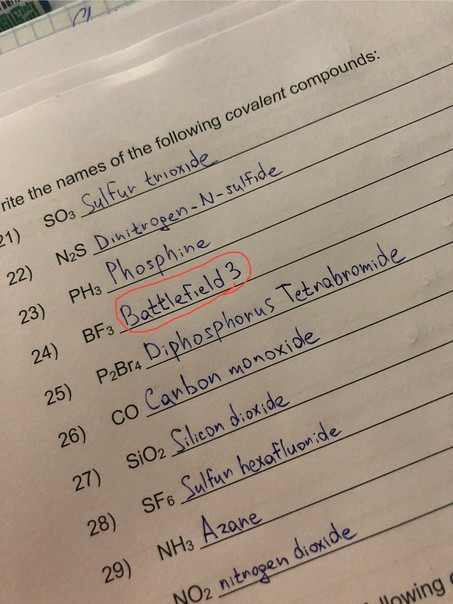 rite the names of the following covalent compounds:
21) SO₃ Sulfur trioxide
22) N₂S Dinitrogen-N-sulfide
23) PH₃ Phosphine
24) BF₃ Battlefield 3
25) P₂Br₄ Diphosphorus Tetrabromide
26) CO Carbon monoxide
27) SiO₂ Silicon dioxide
28) SF₆ Sulfur hexafluoride
29) NH₃ Azane
NO₂ nitrogen dioxide
llowing